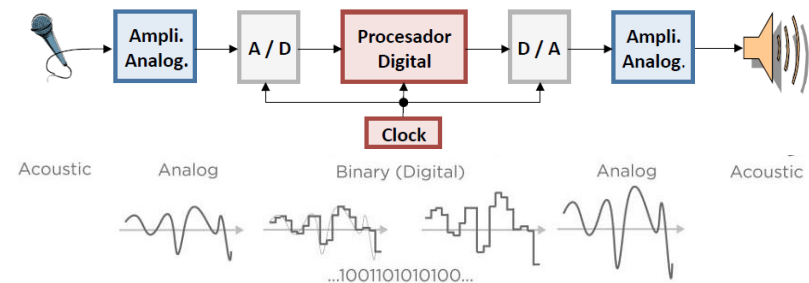 Ampli.
Analog.
A / D
Procesador
Digital
D / A
Ampli.
Analog.
Clock
Acoustic
Analog
Binary (Digital)
Analog
Acoustic
...1001101010100...